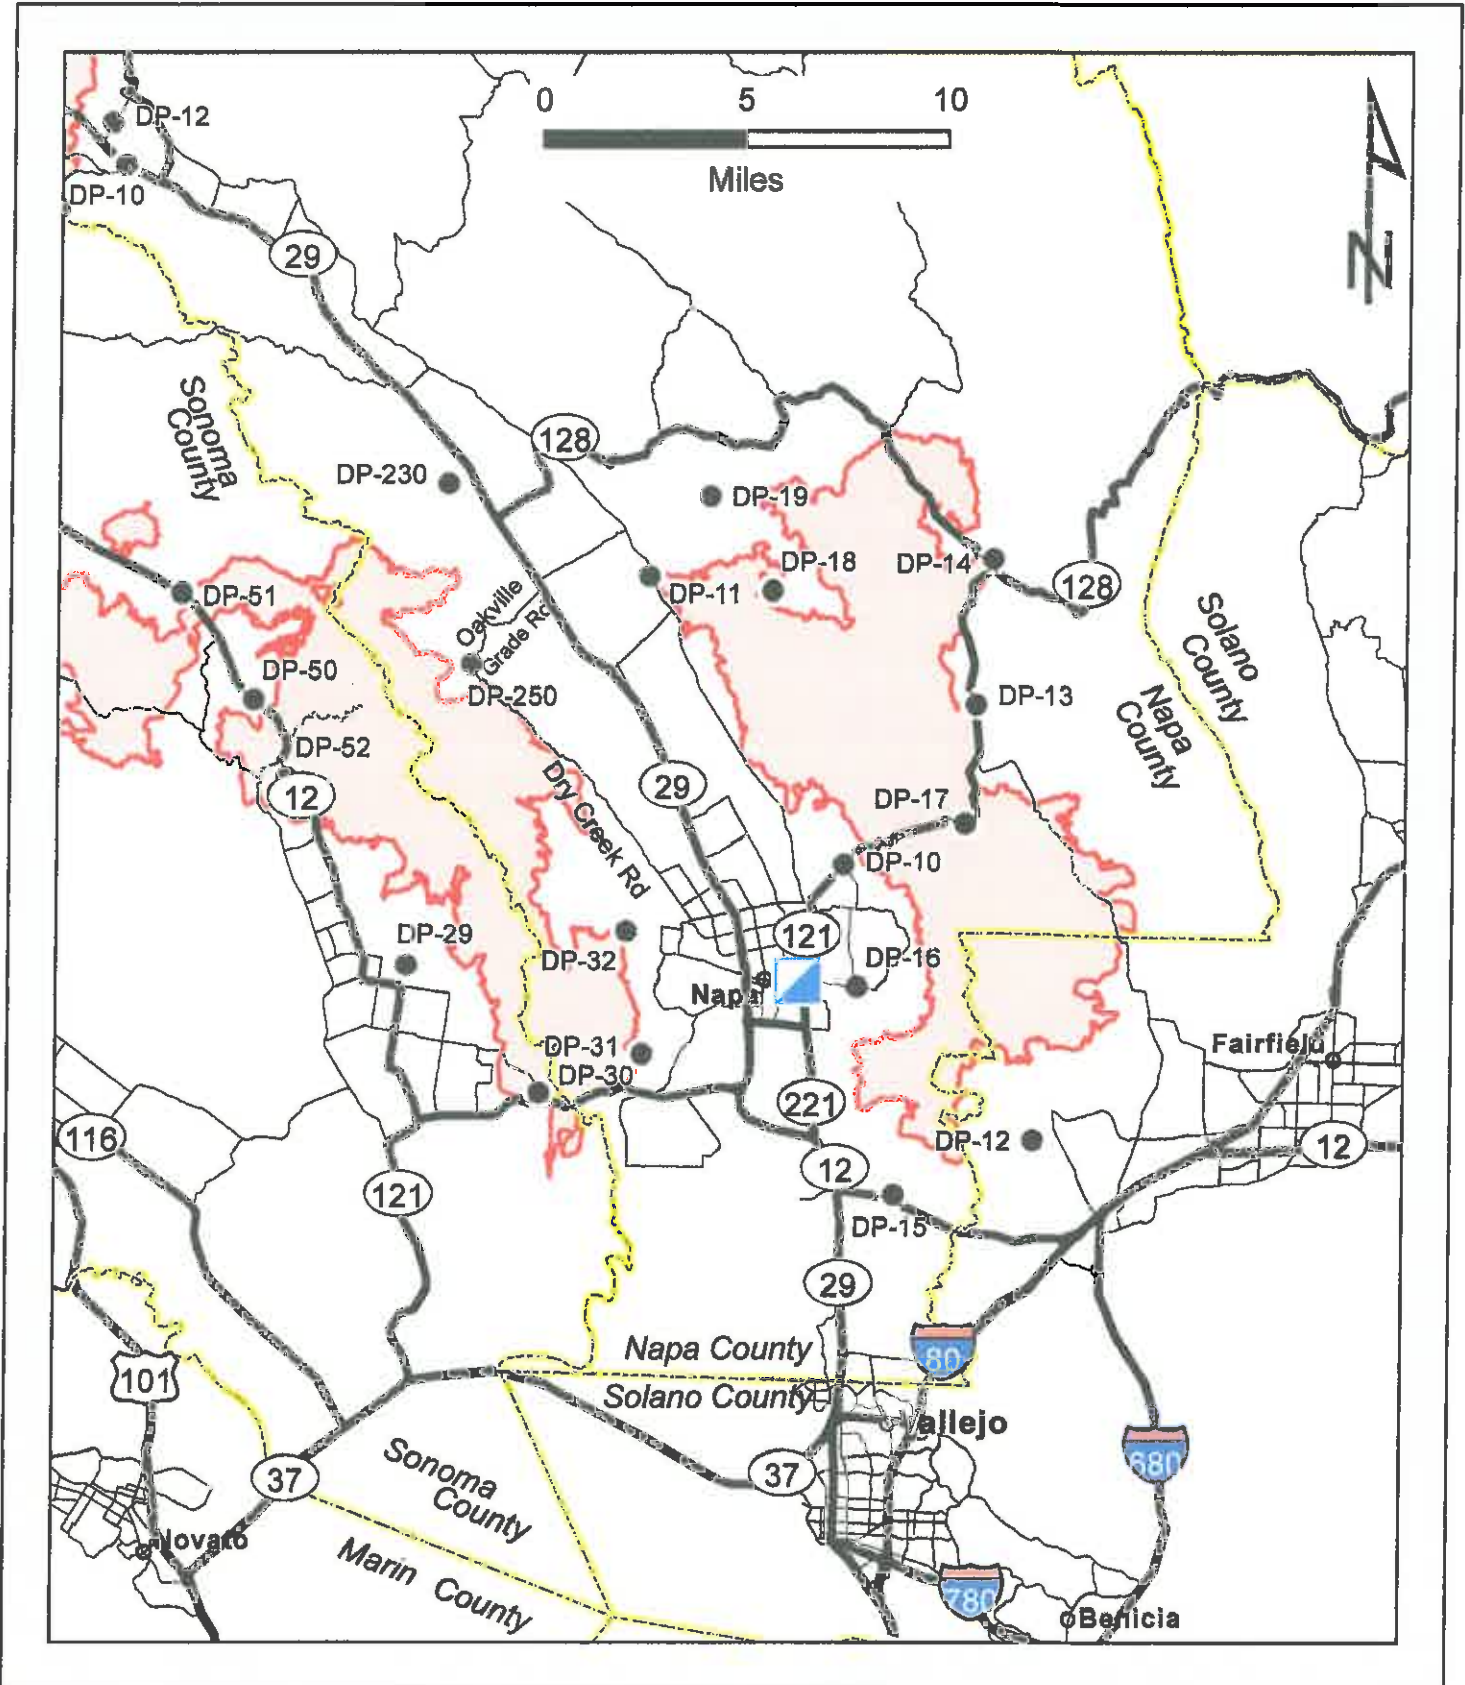 0 5 10
Miles
N
DP-12
DP-10
29
Sonoma
County
128
DP-230
DP-19
DP-18
DP-14
DP-11
128
DP-51
Oakville
Grade Rd
Solano
County
DP-50
DP-250
DP-13
Napa
County
DP-52
12
29
Dry Creek Rd
DP-17
DP-10
121
DP-29
DP-32
DP-16
Napa
DP-31
Fairfield
DP-30
221
116
DP-12
12
12
121
DP-15
29
Napa County
80
101
Solano County
allejo
37
Sonoma
County
37
680
Novato
Marin County
780
Benicia